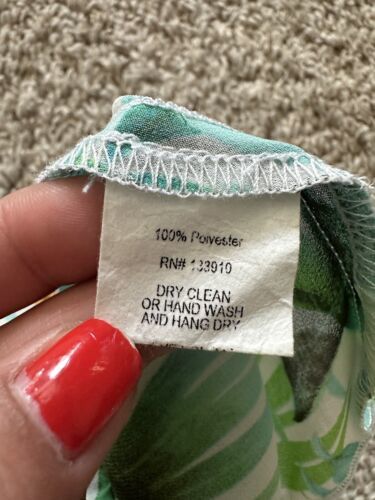 100% Polyester
RN# 133910
DRY CLEAN
OR HAND WASH
AND HANG DRY